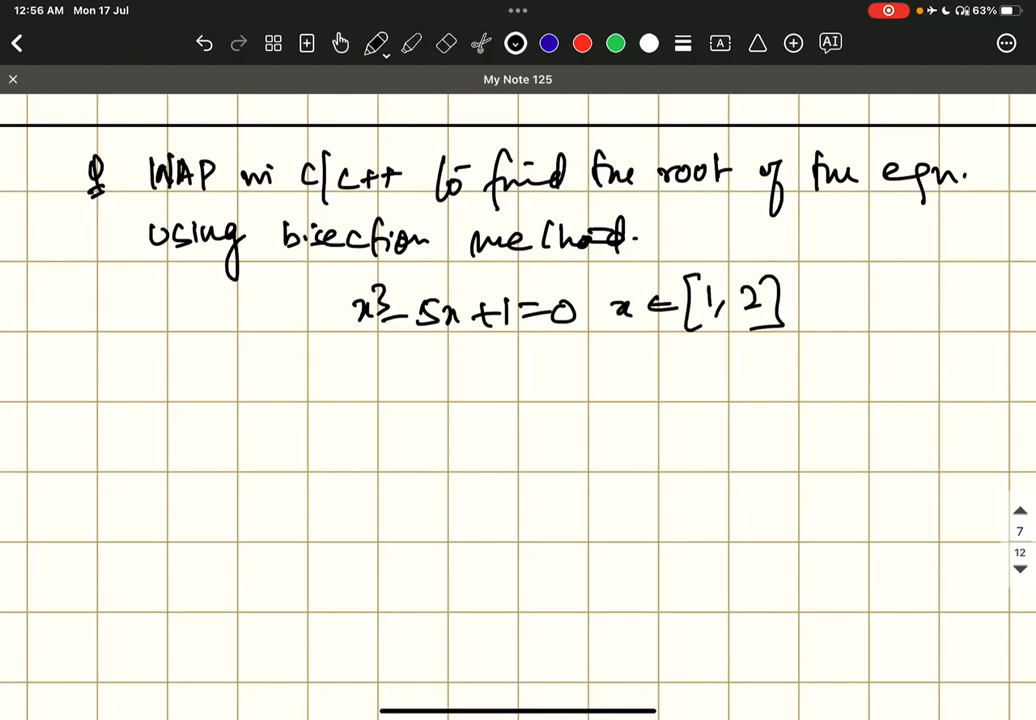 12:56 AM Mon 17 Jul
63%
A
AI
My Note 125
Q WAP in C/C++ to find the root of the eqn.
using bisection method.
x³-5x+1=0 x ∈ [1, 2]
7
12